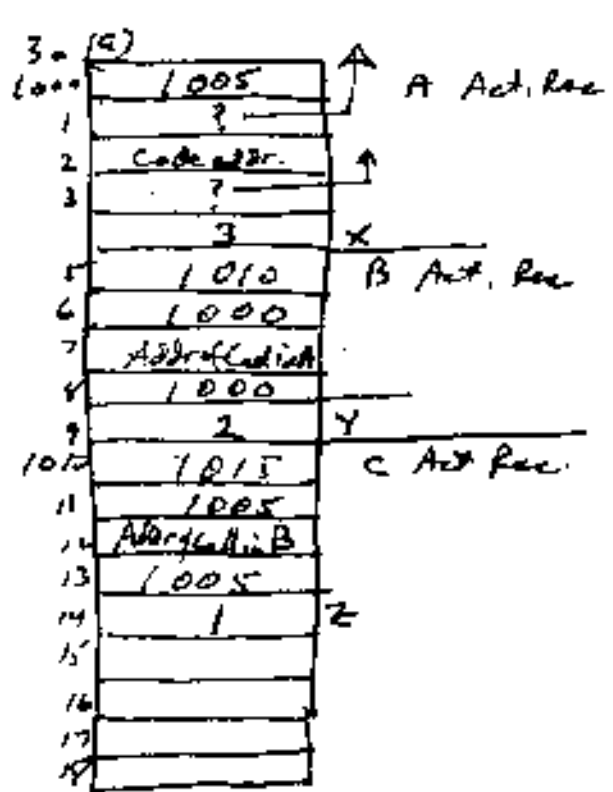 3. (a)
1000 1005 A Act. Rec
1 ?
2 Code addr.
3 ?
3 X
5 1010 B Act. Rec
6 1000
7 Addr of Call in A
8 1000
9 2 Y
1010 1015 C Act Rec.
11 1005
12 Addr of Call in B
13 1005
14 1 Z
15
16
17
18